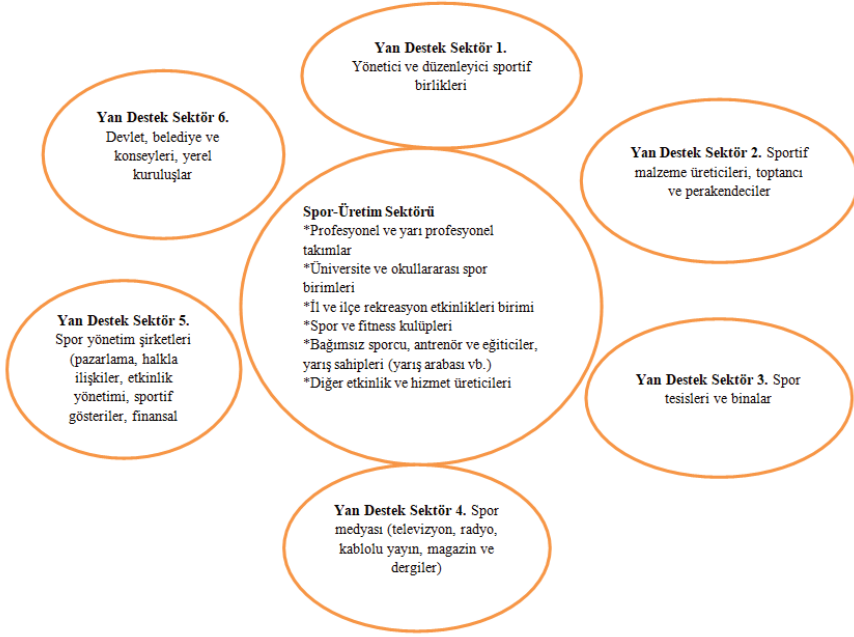 Yan Destek Sektör 1.
Yönetici ve düzenleyici sportif
birlikleri
Yan Destek Sektör 6.
Devlet, belediye ve
konseyleri, yerel
kuruluşlar
Yan Destek Sektör 2. Sportif
malzeme üreticileri, toptancı
ve perakendeciler
Spor-Üretim Sektörü
*Profesyonel ve yarı profesyonel
takımlar
*Üniversite ve okullararası spor
birimleri
*İl ve ilçe rekreasyon etkinlikleri birimi
*Spor ve fitness kulüpleri
*Bağımsız sporcu, antrenör ve eğiticiler,
yarış sahipleri (yarış arabası vb.)
*Diğer etkinlik ve hizmet üreticileri
Yan Destek Sektör 5.
Spor yönetim şirketleri
(pazarlama, halkla
ilişkiler, etkinlik
yönetimi, sportif
gösteriler, finansal
Yan Destek Sektör 3. Spor
tesisleri ve binalar
Yan Destek Sektör 4. Spor
medyası (televizyon, radyo,
kablolu yayın, magazin ve
dergiler)